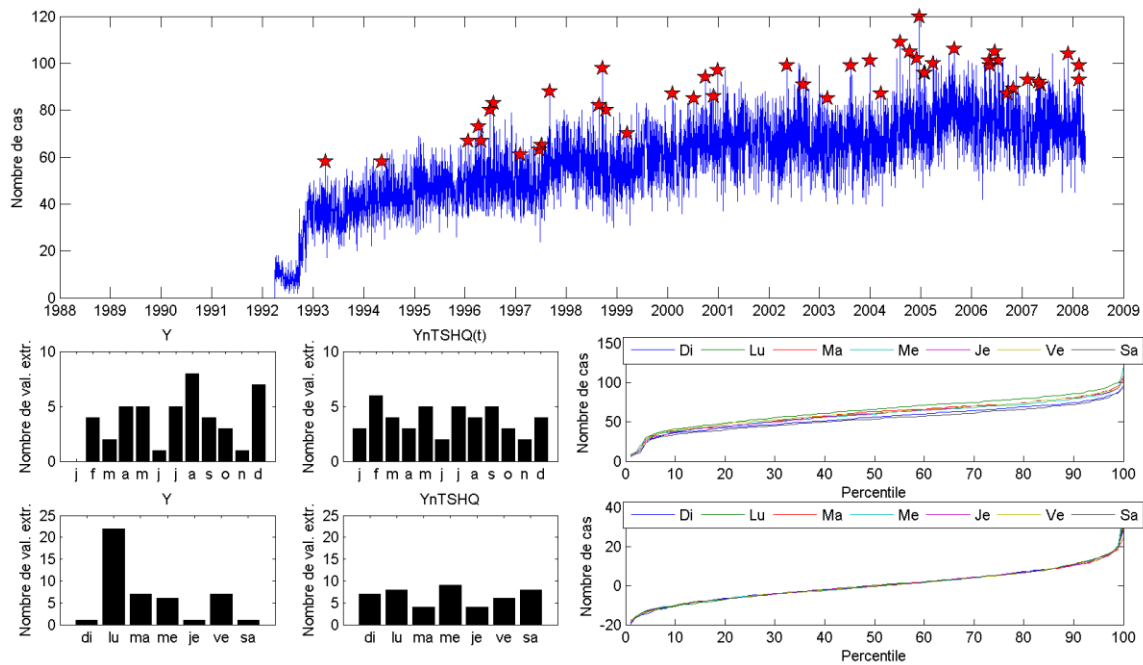 120
100
80
60
40
20
0
Nombre de cas
1988 1989 1990 1991 1992 1993 1994 1995 1996 1997 1998 1999 2000 2001 2002 2003 2004 2005 2006 2007 2008 2009
Y
10
5
0
Nombre de val. extr.
j f m a m j j a s o n d
YnTSHQ(t)
10
5
0
Nombre de val. extr.
j f m a m j j a s o n d
150
100
50
0
Nombre de cas
Di Lu Ma Me Je Ve Sa
0 10 20 30 40 50 60 70 80 90 100
Percentile
Y
25
20
15
10
5
0
Nombre de val. extr.
di lu ma me je ve sa
YnTSHQ
25
20
15
10
5
0
Nombre de val. extr.
di lu ma me je ve sa
40
20
0
-20
Nombre de cas
Di Lu Ma Me Je Ve Sa
0 10 20 30 40 50 60 70 80 90 100
Percentile